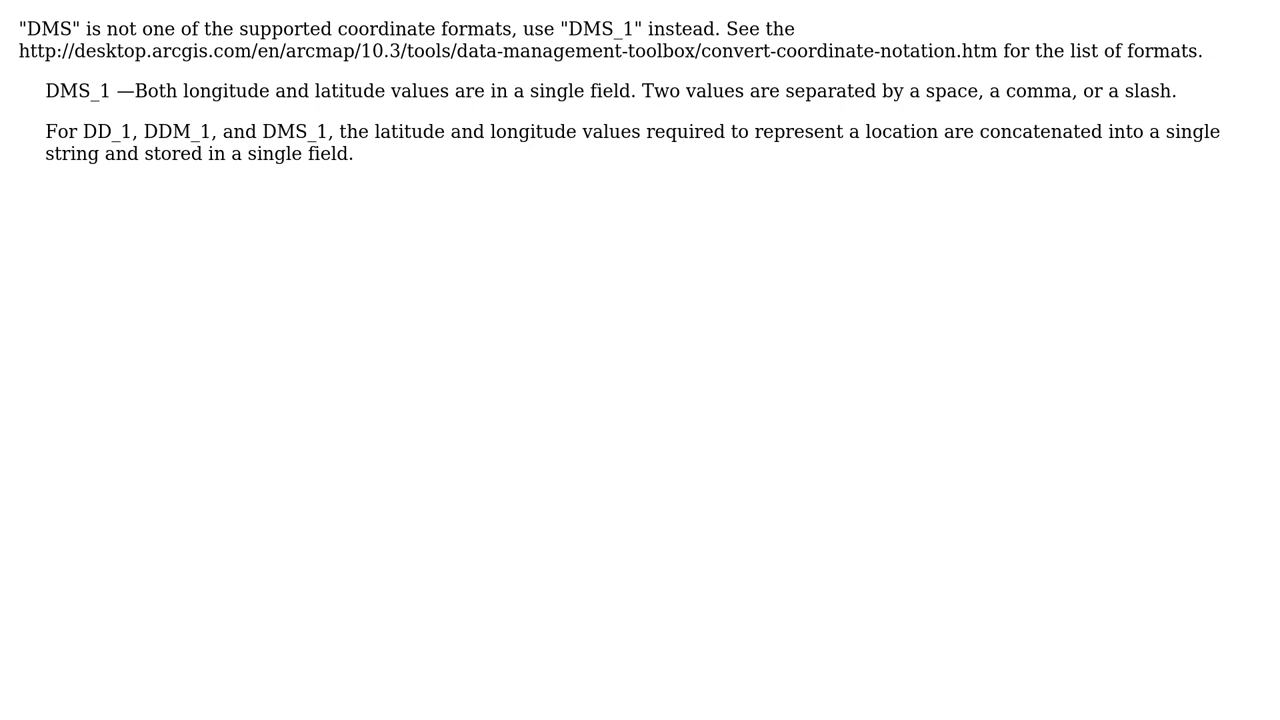 "DMS" is not one of the supported coordinate formats, use "DMS_1" instead. See the
http://desktop.arcgis.com/en/arcmap/10.3/tools/data-management-toolbox/convert-coordinate-notation.htm for the list of formats.
DMS_1 —Both longitude and latitude values are in a single field. Two values are separated by a space, a comma, or a slash.
For DD_1, DDM_1, and DMS_1, the latitude and longitude values required to represent a location are concatenated into a single
string and stored in a single field.